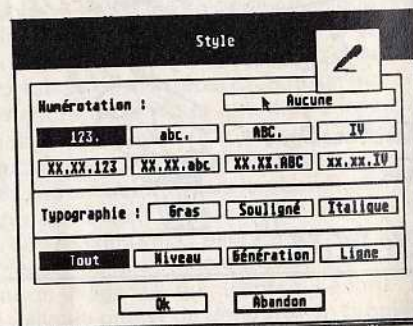 Style
Numérotation : Aucune
123. abc. ABC. IV
XX.XX.123 XX.XX.abc XX.XX.ABC xx.xx.IV
Typographie : Gras Souligné Italique
Tout Niveau Génération Ligne
Ok Abandon